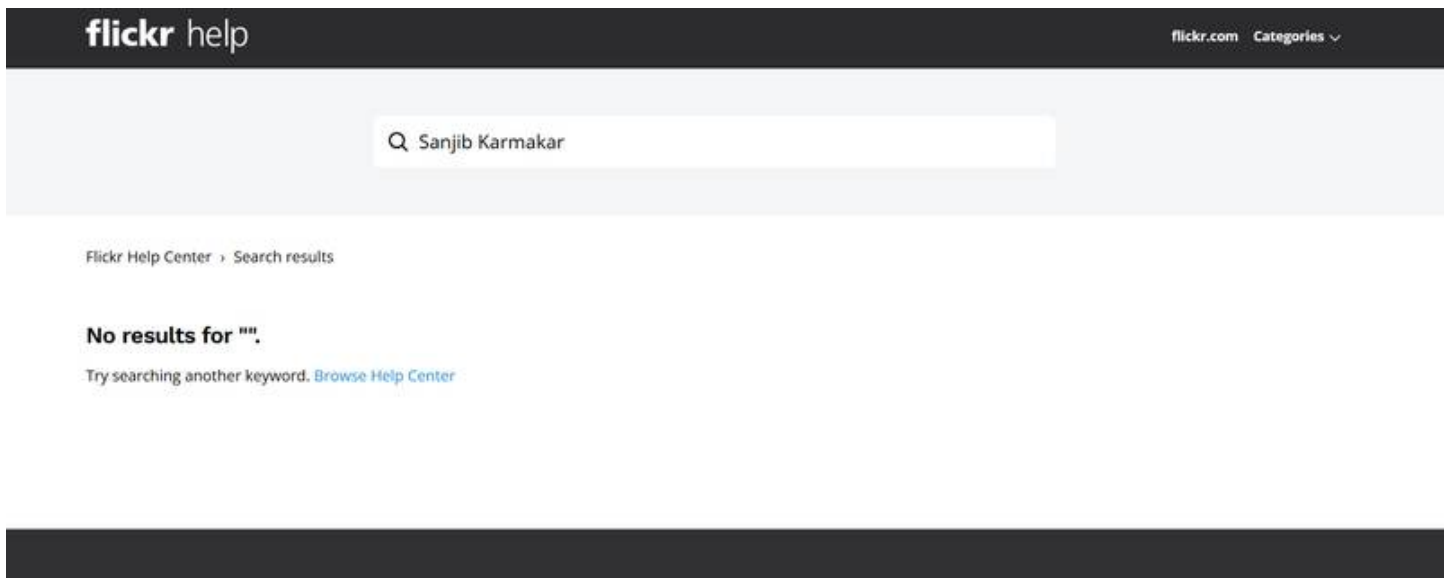 flickr help
flickr.com Categories
Sanjib Karmakar
Flickr Help Center › Search results
No results for "".
Try searching another keyword. Browse Help Center